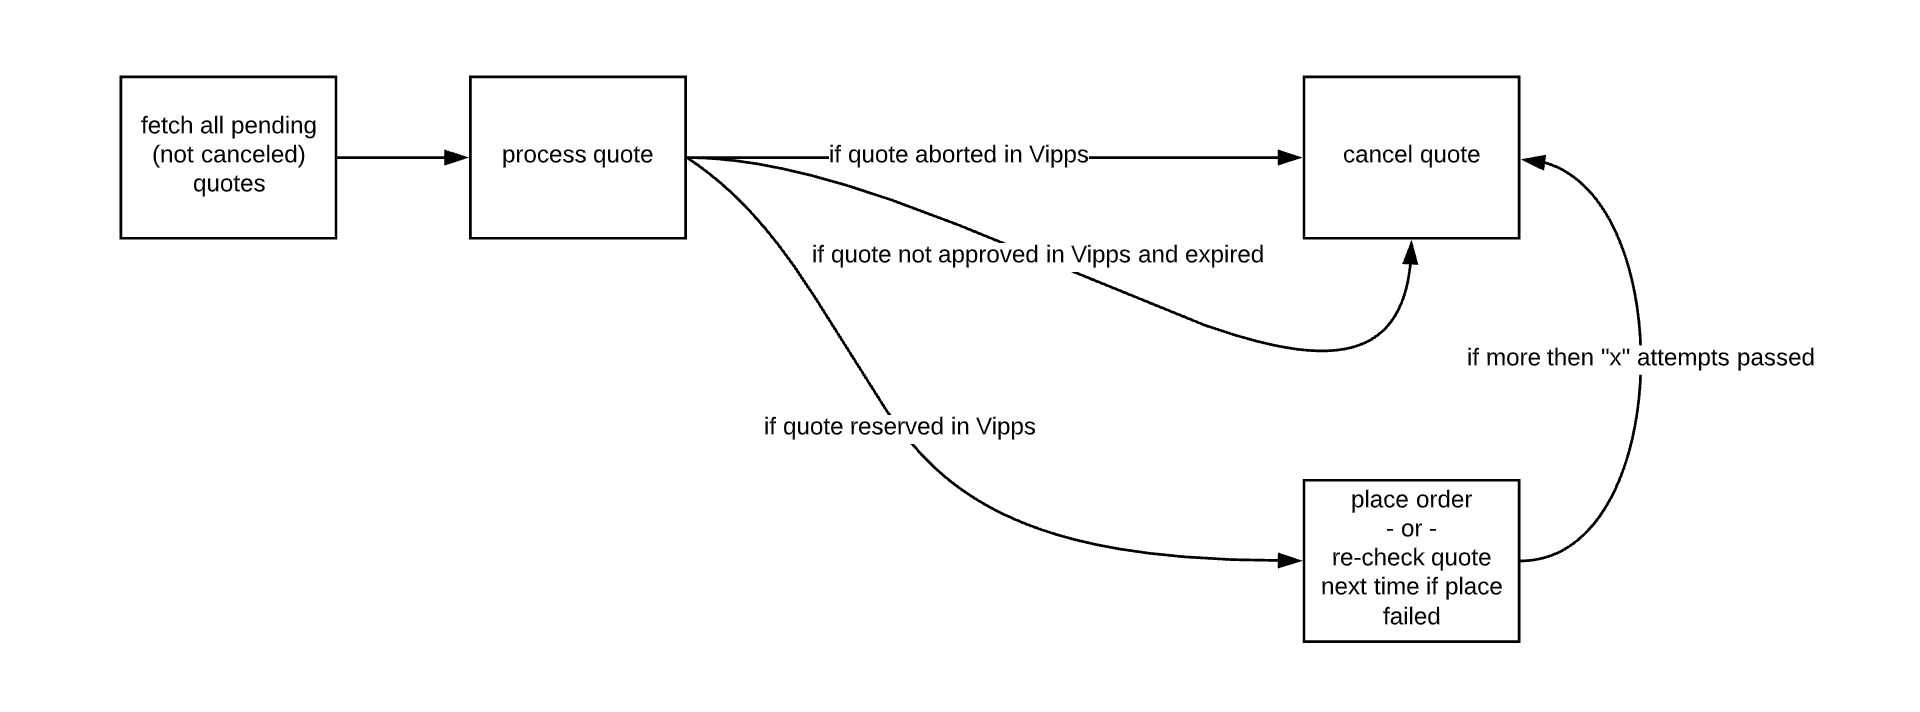 fetch all pending
(not canceled)
quotes
process quote
if quote aborted in Vipps
cancel quote
if quote not approved in Vipps and expired
if more then "x" attempts passed
if quote reserved in Vipps
place order
- or -
re-check quote
next time if place
failed